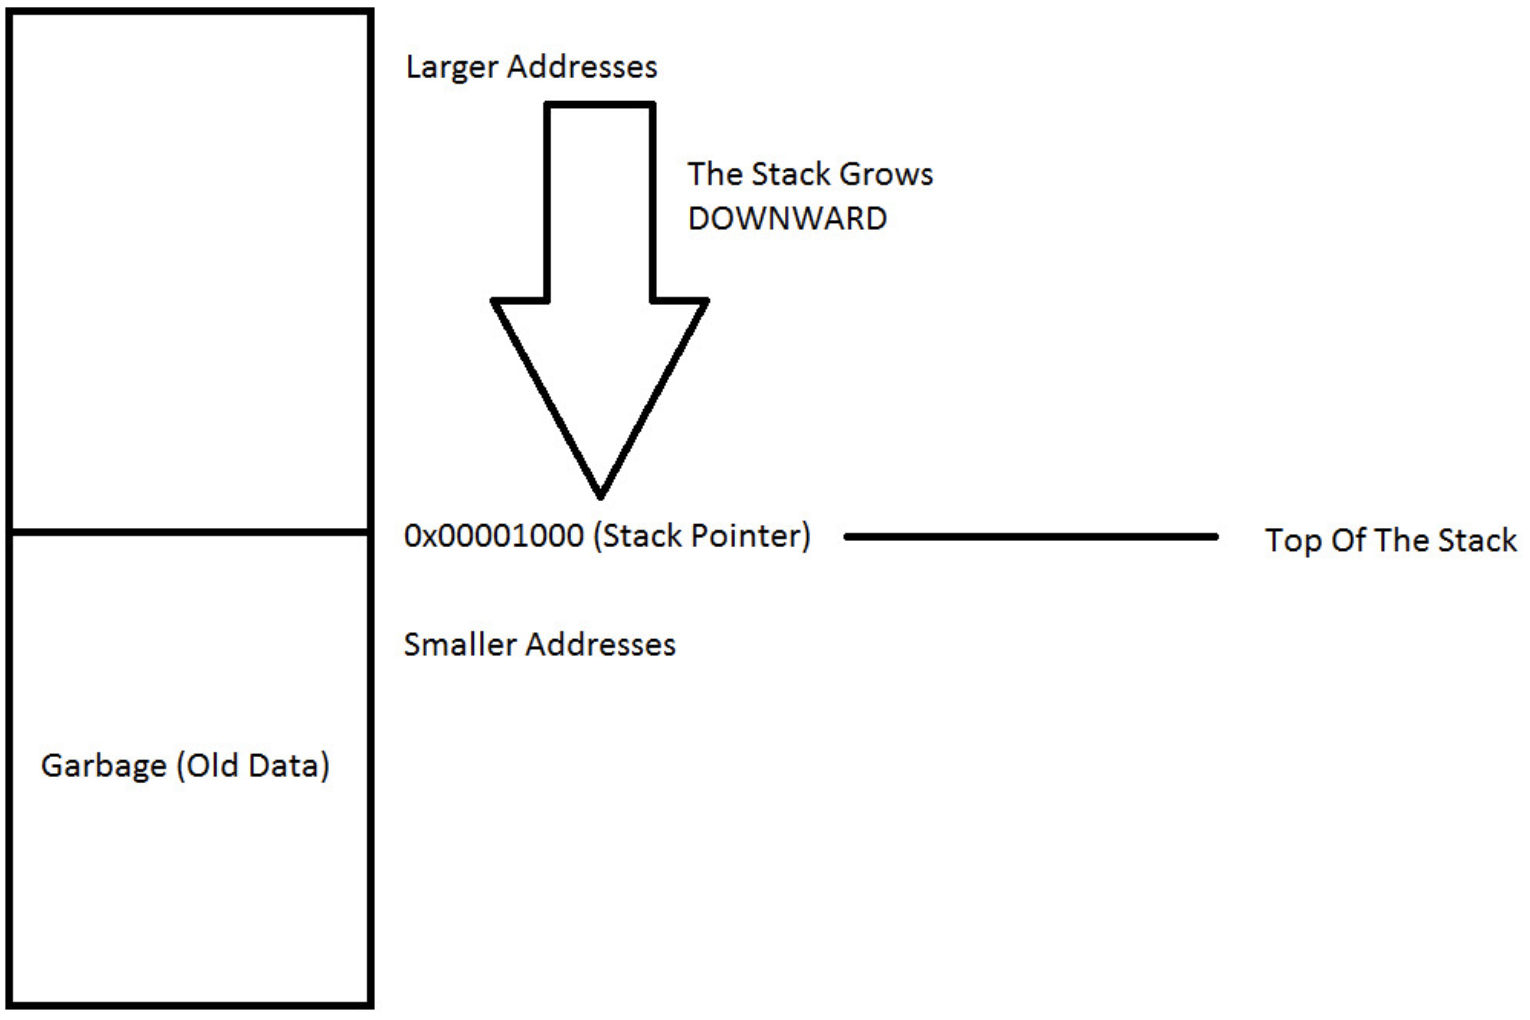 Larger Addresses
The Stack Grows
DOWNWARD
0x00001000 (Stack Pointer)
Top Of The Stack
Smaller Addresses
Garbage (Old Data)